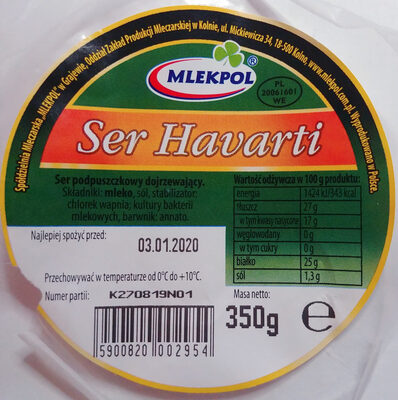 Spółdzielnia Mleczarska „MLEKPOL" w Grajewie, Oddział Zakład Produkcji Mleczarskiej w Kolnie, ul. Mickiewicza 34, 18-500 Kolno, www.mlekpol.com.pl. Wyprodukowano w Polsce.
MLEKPOL®
PL
20061601
WE
Ser Havarti
Ser podpuszczkowy dojrzewający.
Składniki: mleko, sól, stabilizator:
chlorek wapnia; kultury bakterii
mlekowych, barwnik: annato.
Wartość odżywcza w 100 g produktu:
energia 1424 kJ/343 kcal
tłuszcz 27 g
w tym kwasy nasycone 17 g
węglowodany 0 g
w tym cukry 0 g
białko 25 g
sól 1,3 g
Najlepiej spożyć przed:
03.01.2020
Przechowywać w temperaturze od 0°C do +10°C.
Numer partii: K270819N01
Masa netto:
350g e
5900820 002954